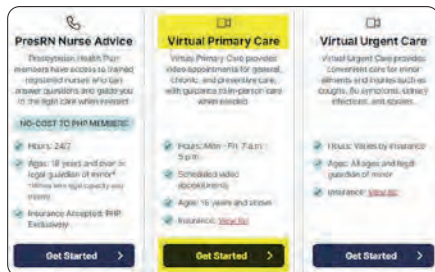 PresRN Nurse Advice
Presbyterian Health Plan
members have access to trained
registered nurses who can
answer questions and guide you
to the right care when needed
NO-COST TO PHP MEMBERS
Hours: 24/7
Ages: 18 years and over or
legal guardian of minor*
Insurance Accepted: PHP
Exclusively
Get Started
Virtual Primary Care
Virtual Primary Care provides
video appointments for general,
chronic, and preventive care,
with guidance to in-person care
when needed.
Hours: Mon - Fri, 7 a.m. -
5 p.m.
Scheduled video
appointments
Ages: 16 years and above
Insurance: View list
Get Started
Virtual Urgent Care
Virtual Urgent Care provides
convenient care for minor
ailments and injuries such as
coughs, flu symptoms, urinary
infections, and sprains.
Hours: Varies by insurance
Ages: All ages and legal
guardian of minor
Insurance: View list
Get Started